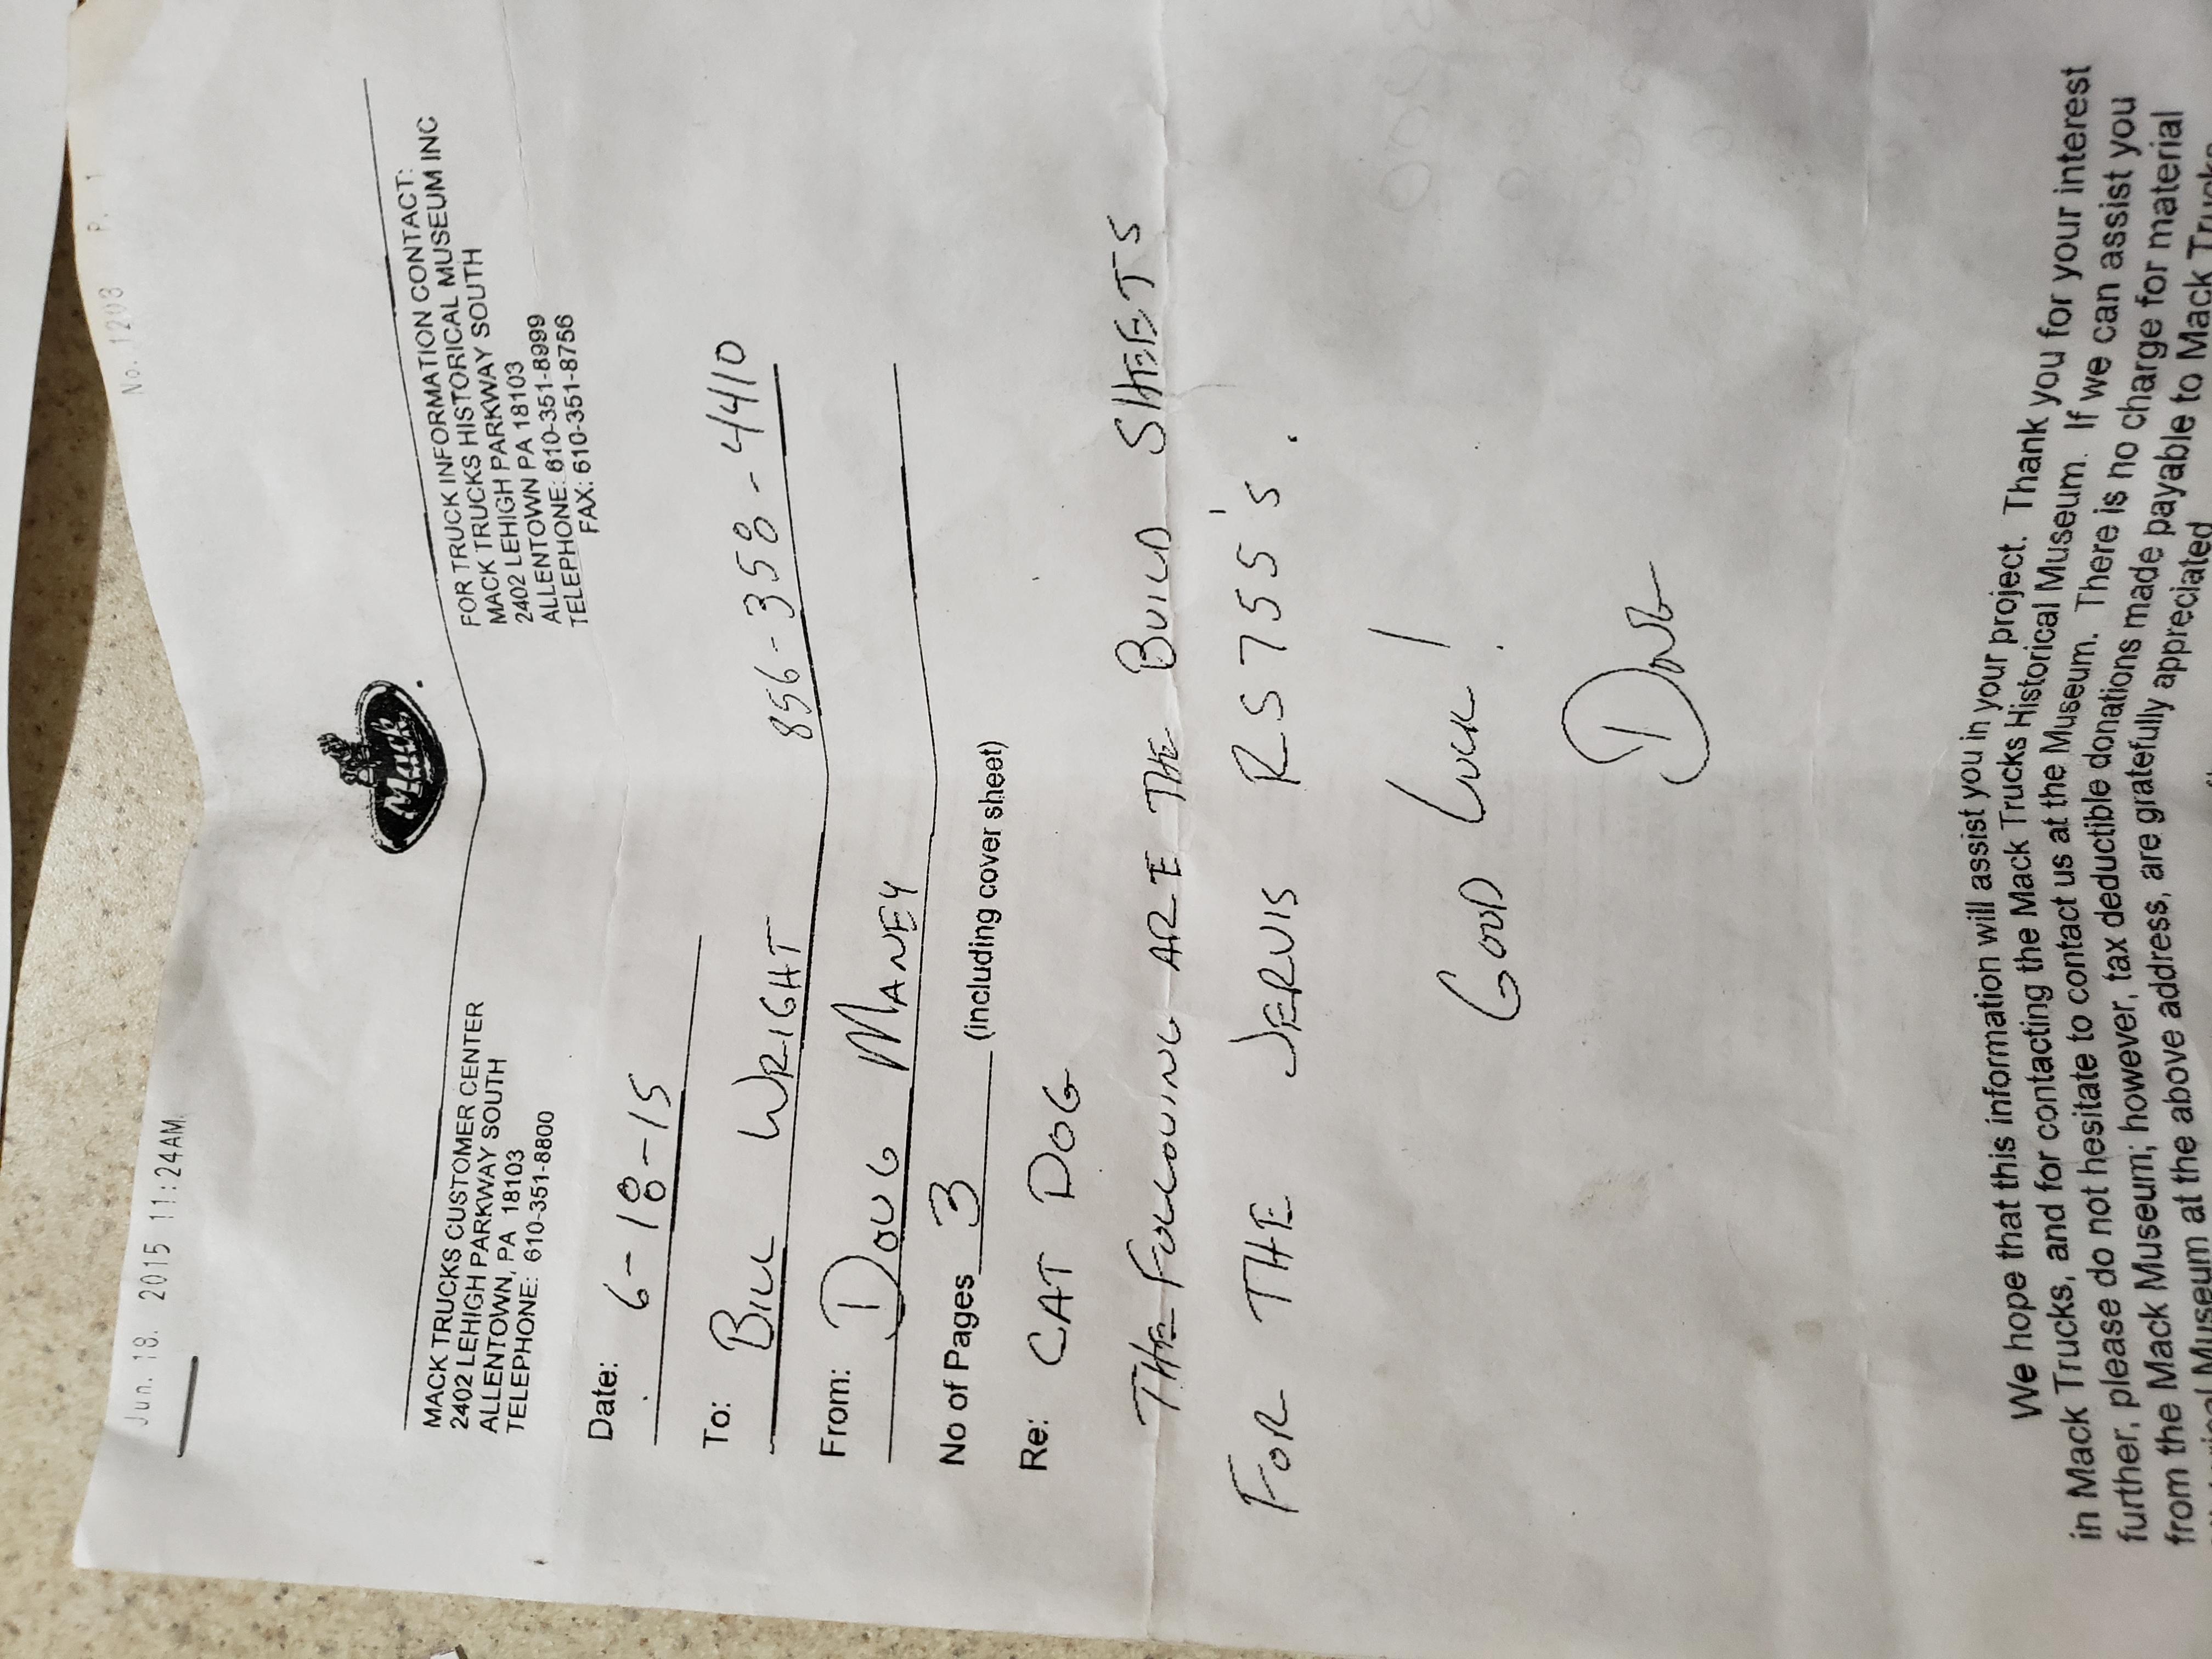 Jun. 18. 2015 11:24AM
No. 1203 P. 1
Mack
MACK TRUCKS CUSTOMER CENTER
2402 LEHIGH PARKWAY SOUTH
ALLENTOWN, PA 18103
TELEPHONE: 610-351-8800
FOR TRUCK INFORMATION CONTACT:
MACK TRUCKS HISTORICAL MUSEUM INC
MACK TRUCKS PARKWAY SOUTH
2402 LEHIGH PARKWAY SOUTH
ALLENTOWN PA 18103
TELEPHONE: 610-351-8999
FAX: 610-351-8756
Date: 6-18-15
To: BILL WRIGHT 856-358-4410
From: DOUG MANEY
No of Pages 3 (including cover sheet)
Re: CAT DOG
THE FOLLOWING ARE THE BUILD SHEETS
FOR THE JERVIS RS755's.
GOOD LUCK!
DOUG
We hope that this information will assist you in your project. Thank you for your interest
in Mack Trucks, and for contacting the Mack Trucks Historical Museum. If we can assist you
further, please do not hesitate to contact us at the Museum. There is no charge for material
from the Mack Museum; however, tax deductible donations made payable to Mack Trucks
Museum at the above address, are gratefully appreciated